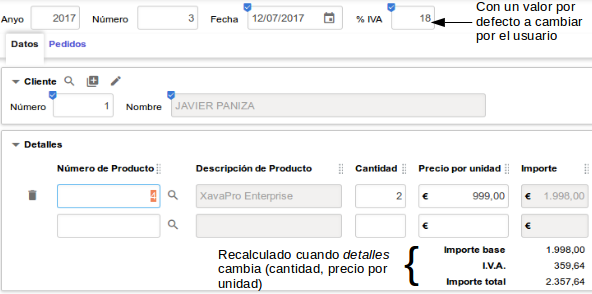 Anyo 2017 Número 3 Fecha 12/07/2017 % IVA 18
Con un valor por
defecto a cambiar
por el usuario
Datos Pedidos
Cliente
Número 1 Nombre JAVIER PANIZA
Detalles
Número de Producto Descripción de Producto Cantidad Precio por unidad Importe
4 XavaPro Enterprise 2 € 999,00 € 1.998,00
€ €
Recalculado cuando detalles
cambia (cantidad, precio por
unidad)
{
Importe base 1.998,00
I.V.A. 359,64
Importe total 2.357,64